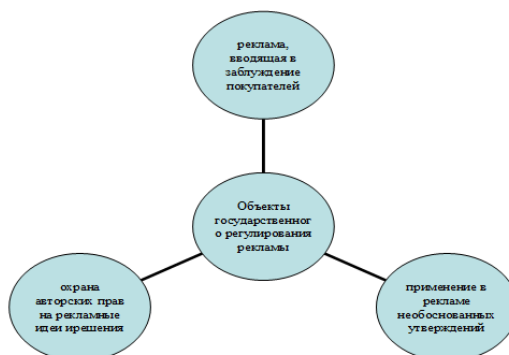 реклама,
вводящая в
заблуждение
покупателей
Объекты
государственног
о регулирования
рекламы
охрана
авторских прав
на рекламные
идеи ирешения
применение в
рекламе
необоснованных
утверждений